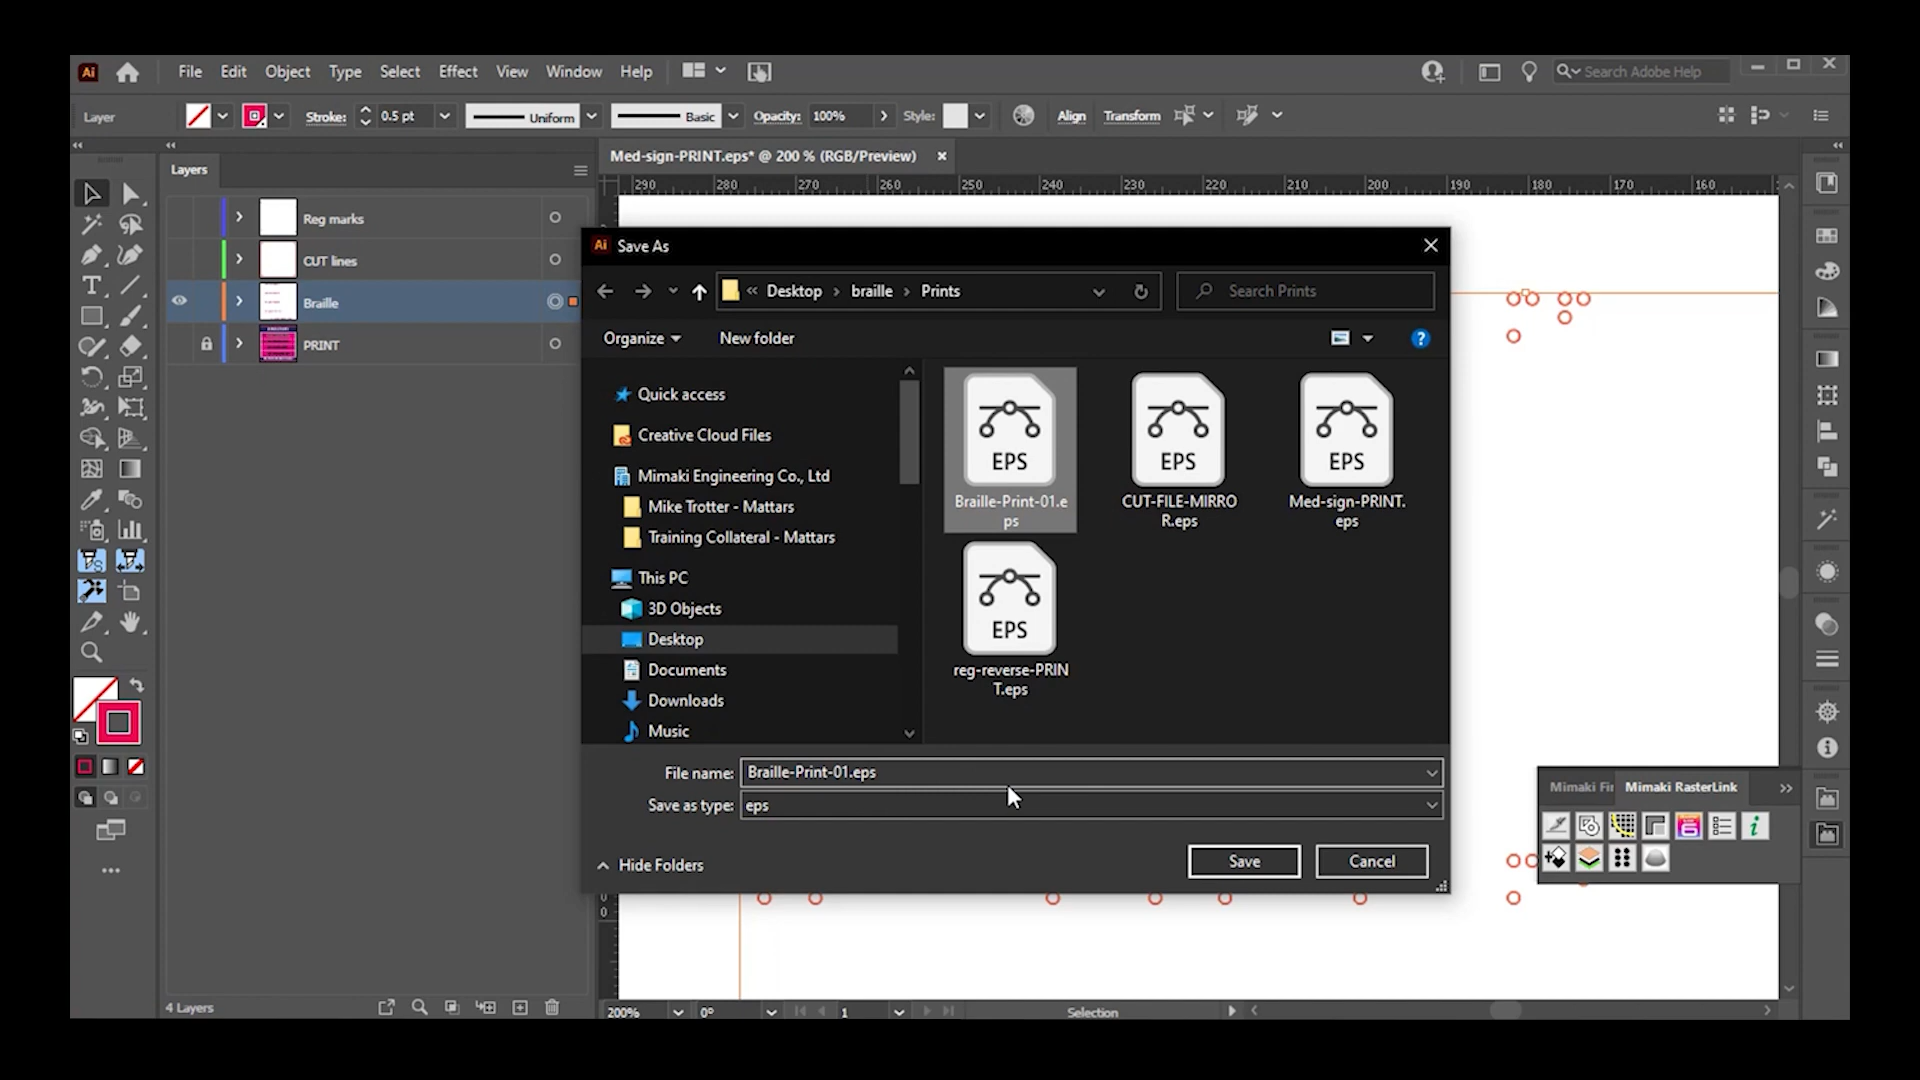 Ai File Edit Object Type Select Effect View Window Help Search Adobe Help
Layer Stroke: 0.5 pt Uniform Basic Opacity: 100% Style: Align Transform
Layers
Med-sign-PRINT.eps* @ 200 % (RGB/Preview)
290 280 270 260 250 240 230 220 210 200 190 180 170 160
Reg marks
CUT lines
Braille
PRINT
Ai Save As
« Desktop › braille › Prints
Search Prints
Organize New folder
Quick access
Creative Cloud Files
Mimaki Engineering Co., Ltd
Mike Trotter - Mattars
Training Collateral - Mattars
This PC
3D Objects
Desktop
Documents
Downloads
Music
EPS
Braille-Print-01.e
ps
EPS
CUT-FILE-MIRRO
R.eps
EPS
Med-sign-PRINT.
eps
EPS
reg-reverse-PRIN
T.eps
File name: Braille-Print-01.eps
Save as type: eps
Hide Folders Save Cancel
Mimaki Fi Mimaki RasterLink
4 Layers
200% 0° 1 Selection